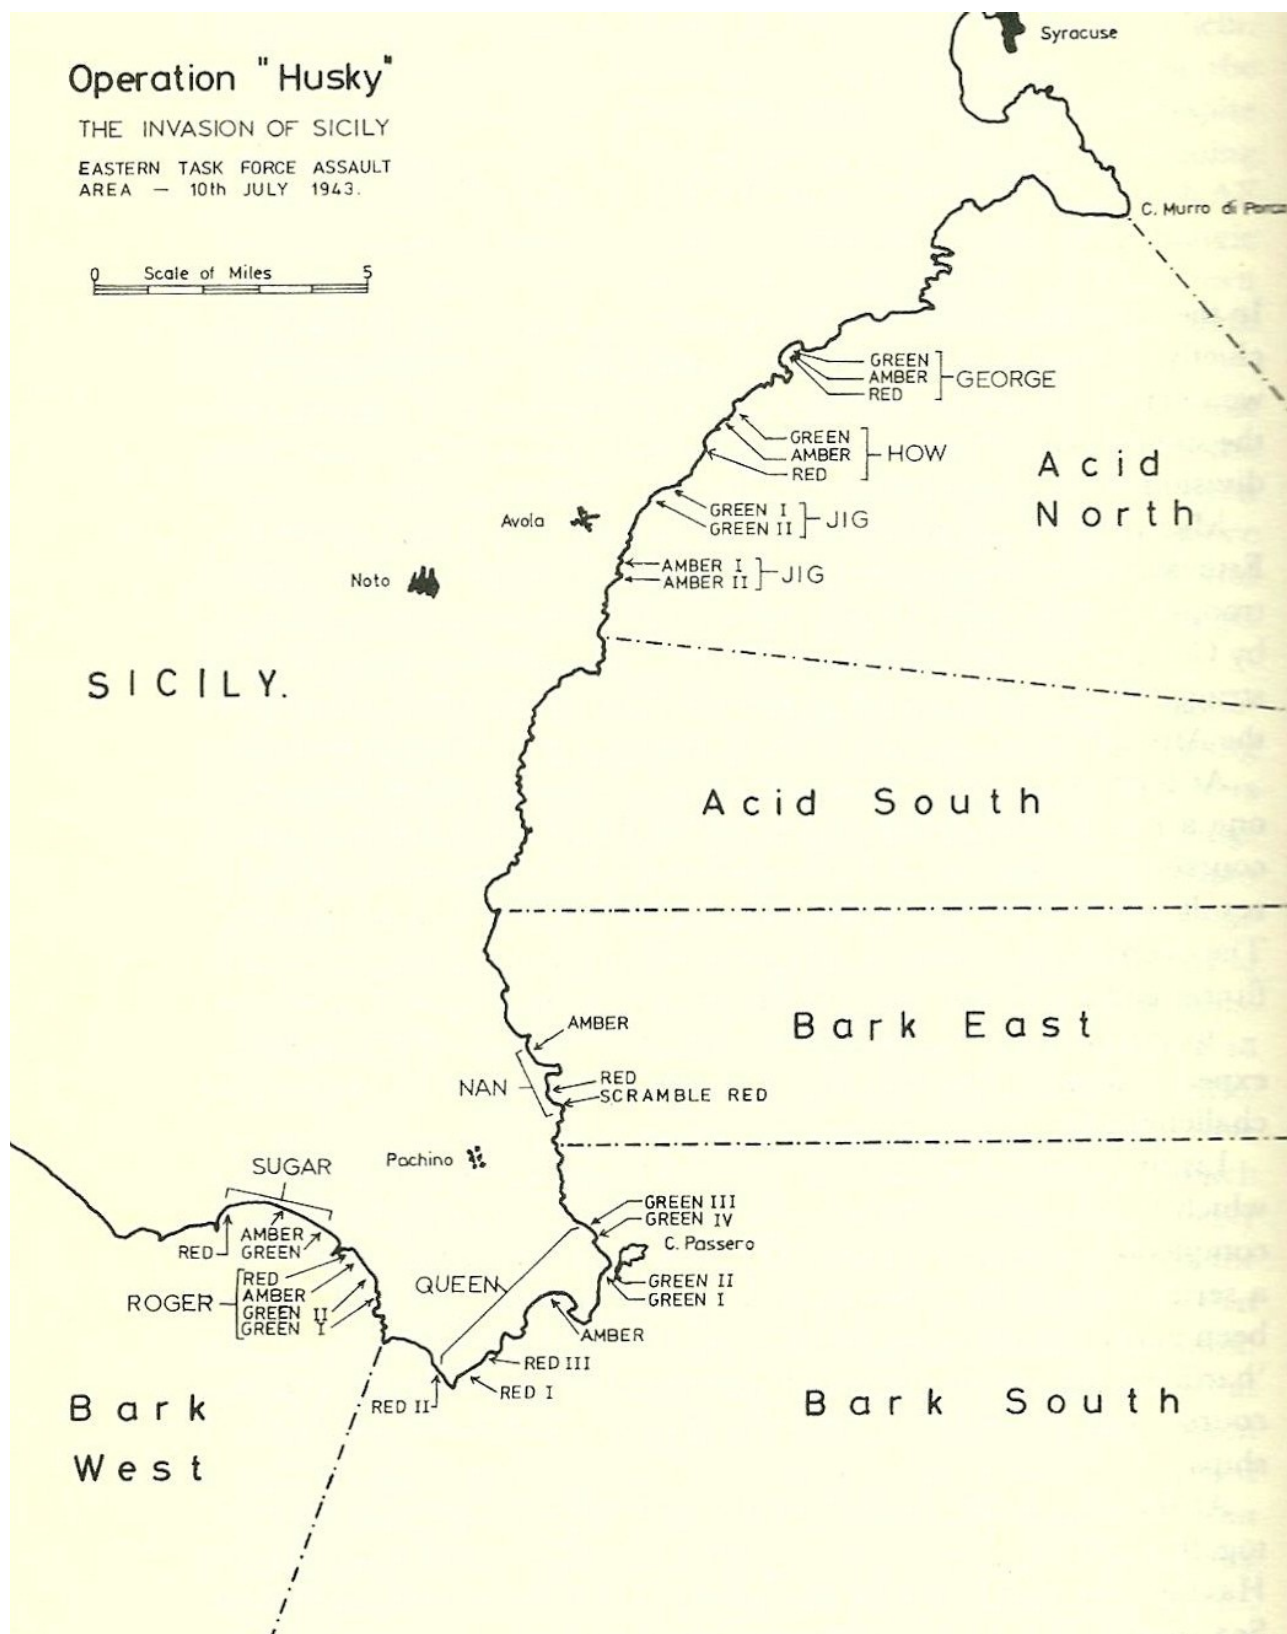 Syracuse
Operation "Husky"
THE INVASION OF SICILY
EASTERN TASK FORCE ASSAULT
AREA — 10th JULY 1943.
C. Murro di
0 Scale of Miles 5
GREEN
AMBER
RED
GEORGE
GREEN
AMBER
RED
HOW
Acid
North
GREEN I
GREEN II
JIG
Avola
AMBER I
AMBER II
JIG
Noto
SICILY.
Acid South
Bark East
AMBER
NAN
RED
SCRAMBLE RED
Pachino
SUGAR
RED
AMBER
GREEN
GREEN III
GREEN IV
C. Passero
ROGER
RED
AMBER
GREEN II
GREEN I
QUEEN
GREEN II
GREEN I
AMBER
RED III
RED I
RED II
Bark
West
Bark South